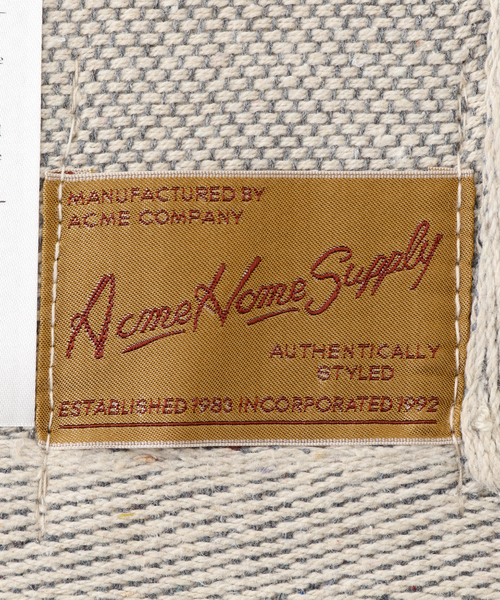 MANUFACTURED BY
ACME COMPANY
Acme Home Supply
AUTHENTICALLY
STYLED
ESTABLISHED 1983 INCORPORATED 1992